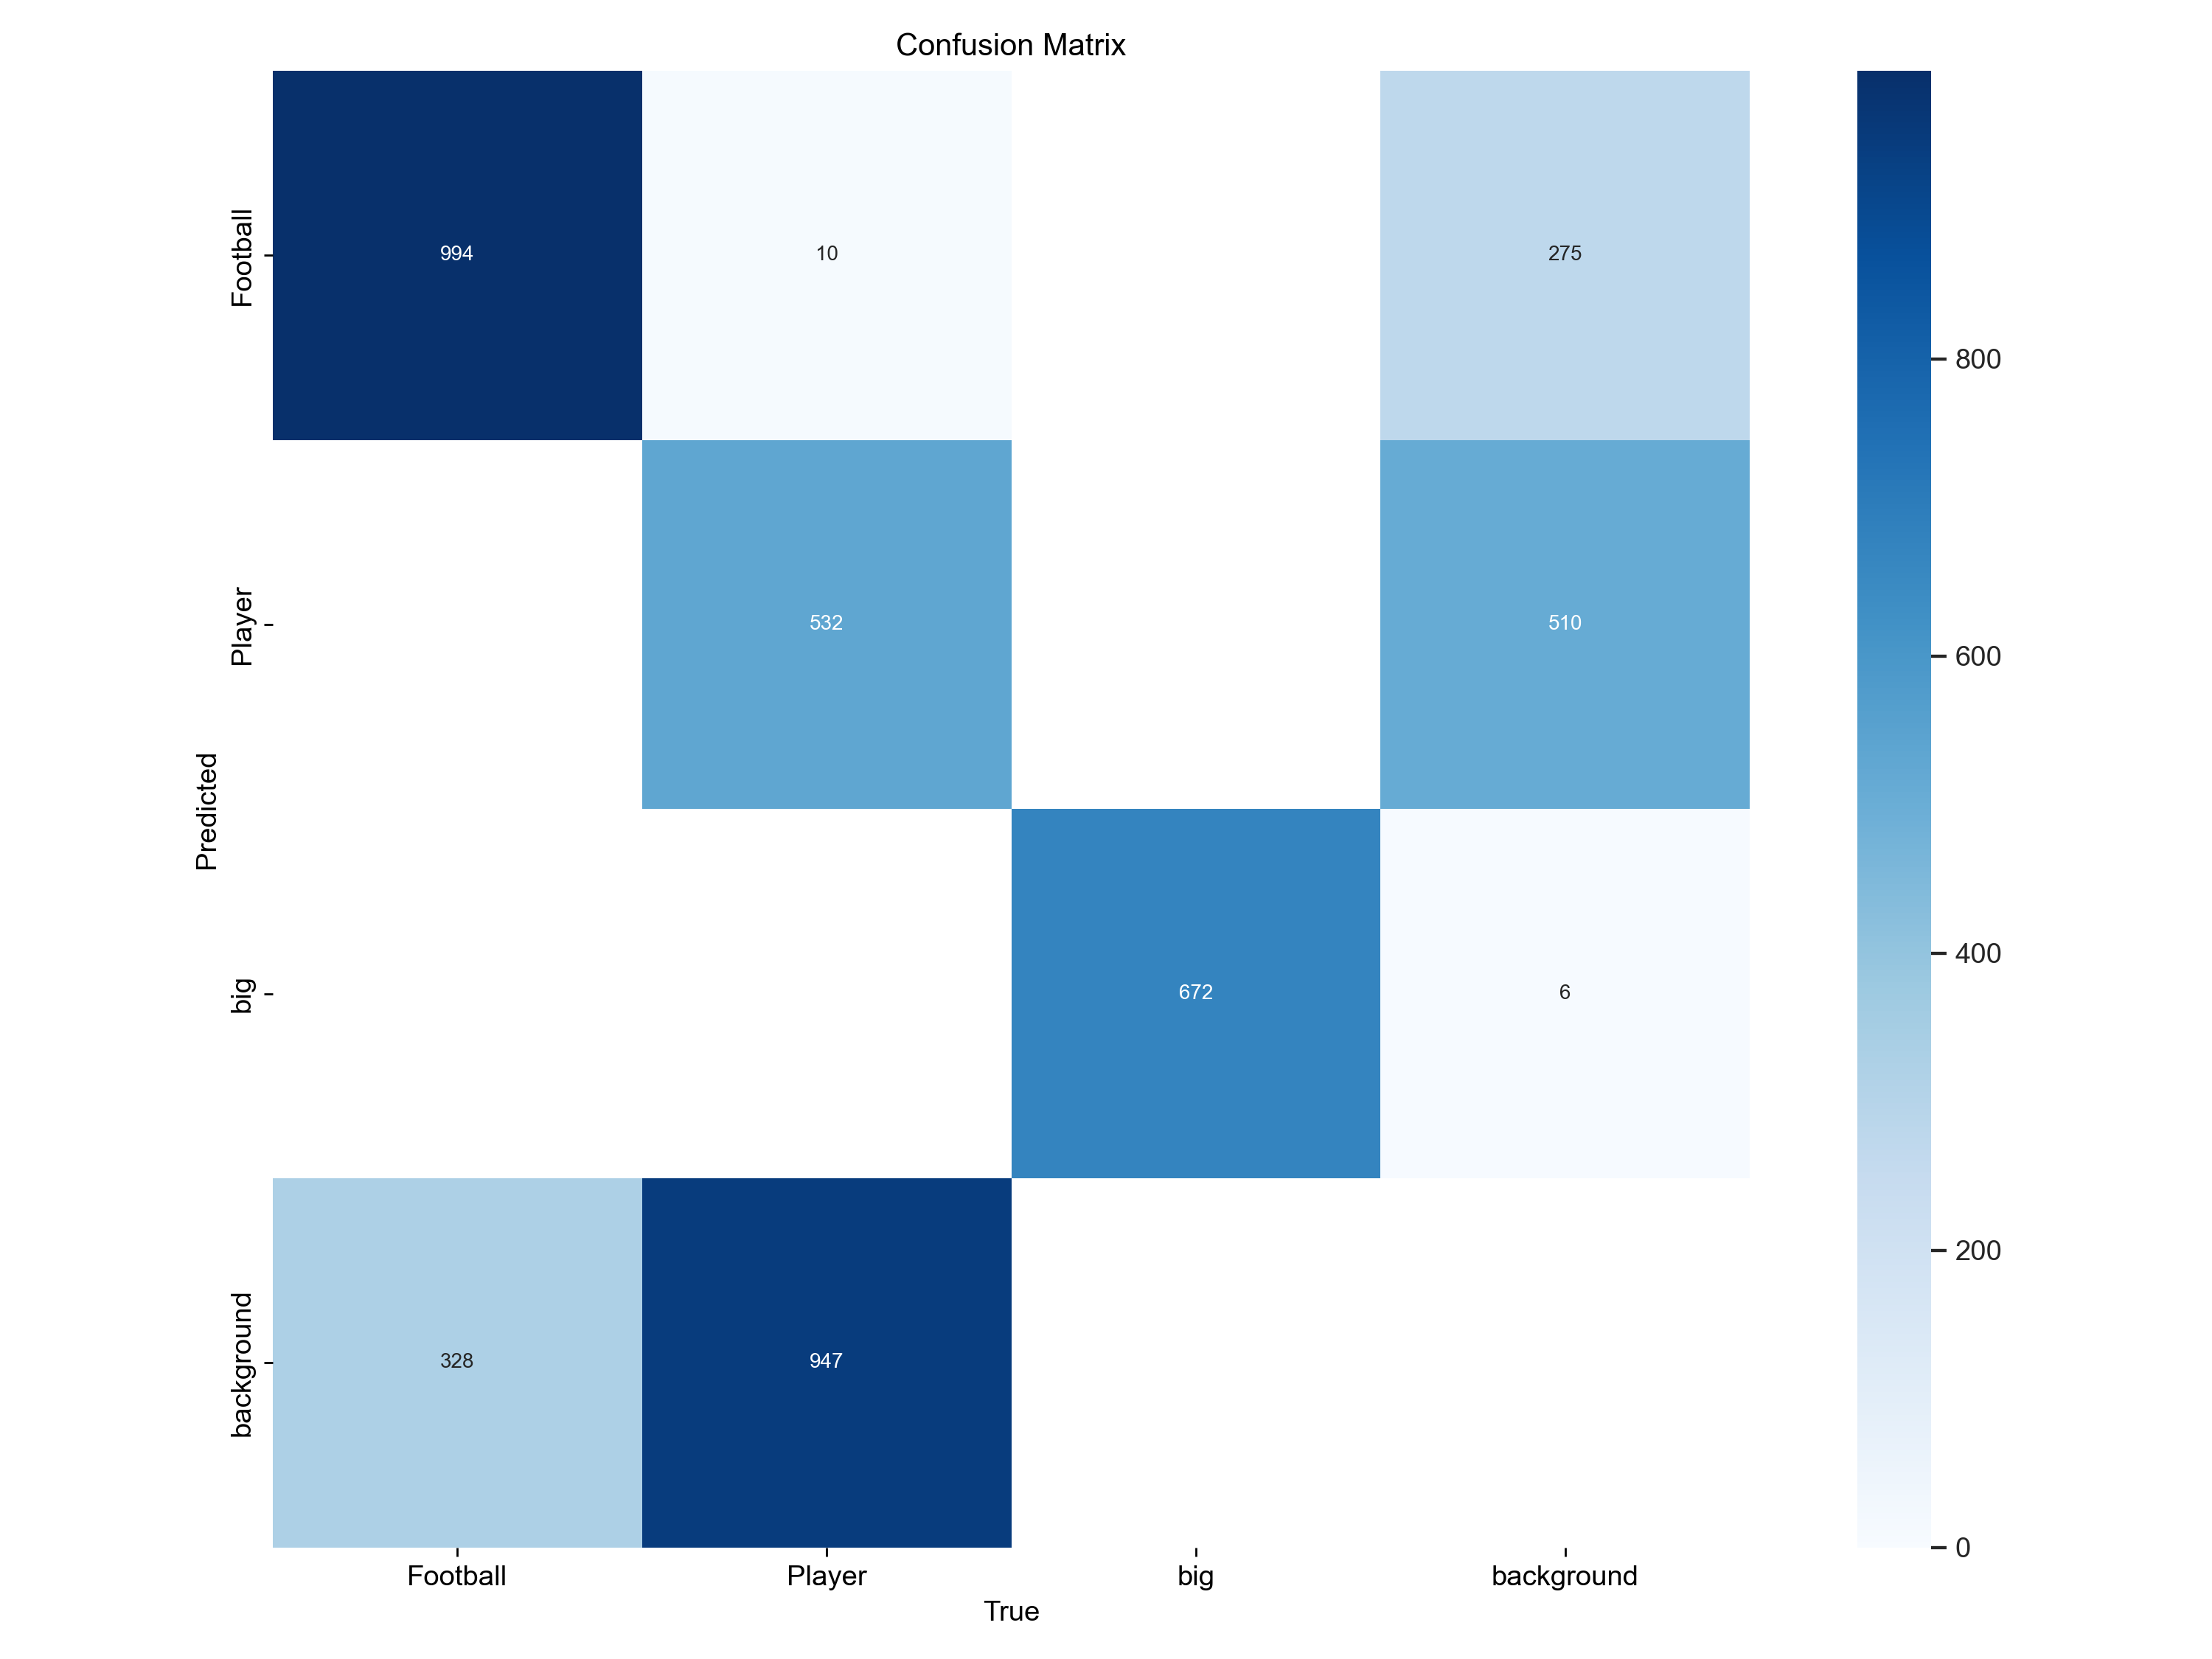 Confusion Matrix
Football
994
10
275
800
Player
532
510
600
Predicted
big
672
6
400
background
328
947
200
0
Football
Player
big
background
True